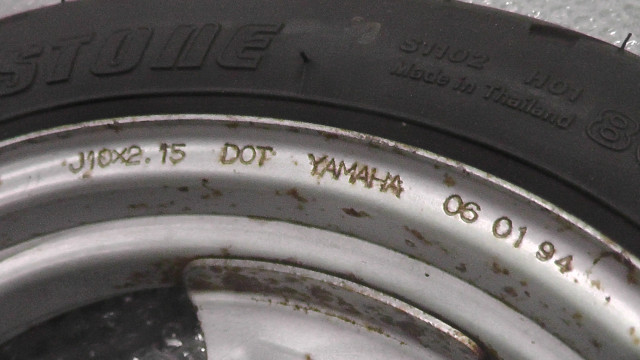 STONE
S1102 H01
Made in Thailand
J10X2.15 DOT YAMAHA 06 01 94